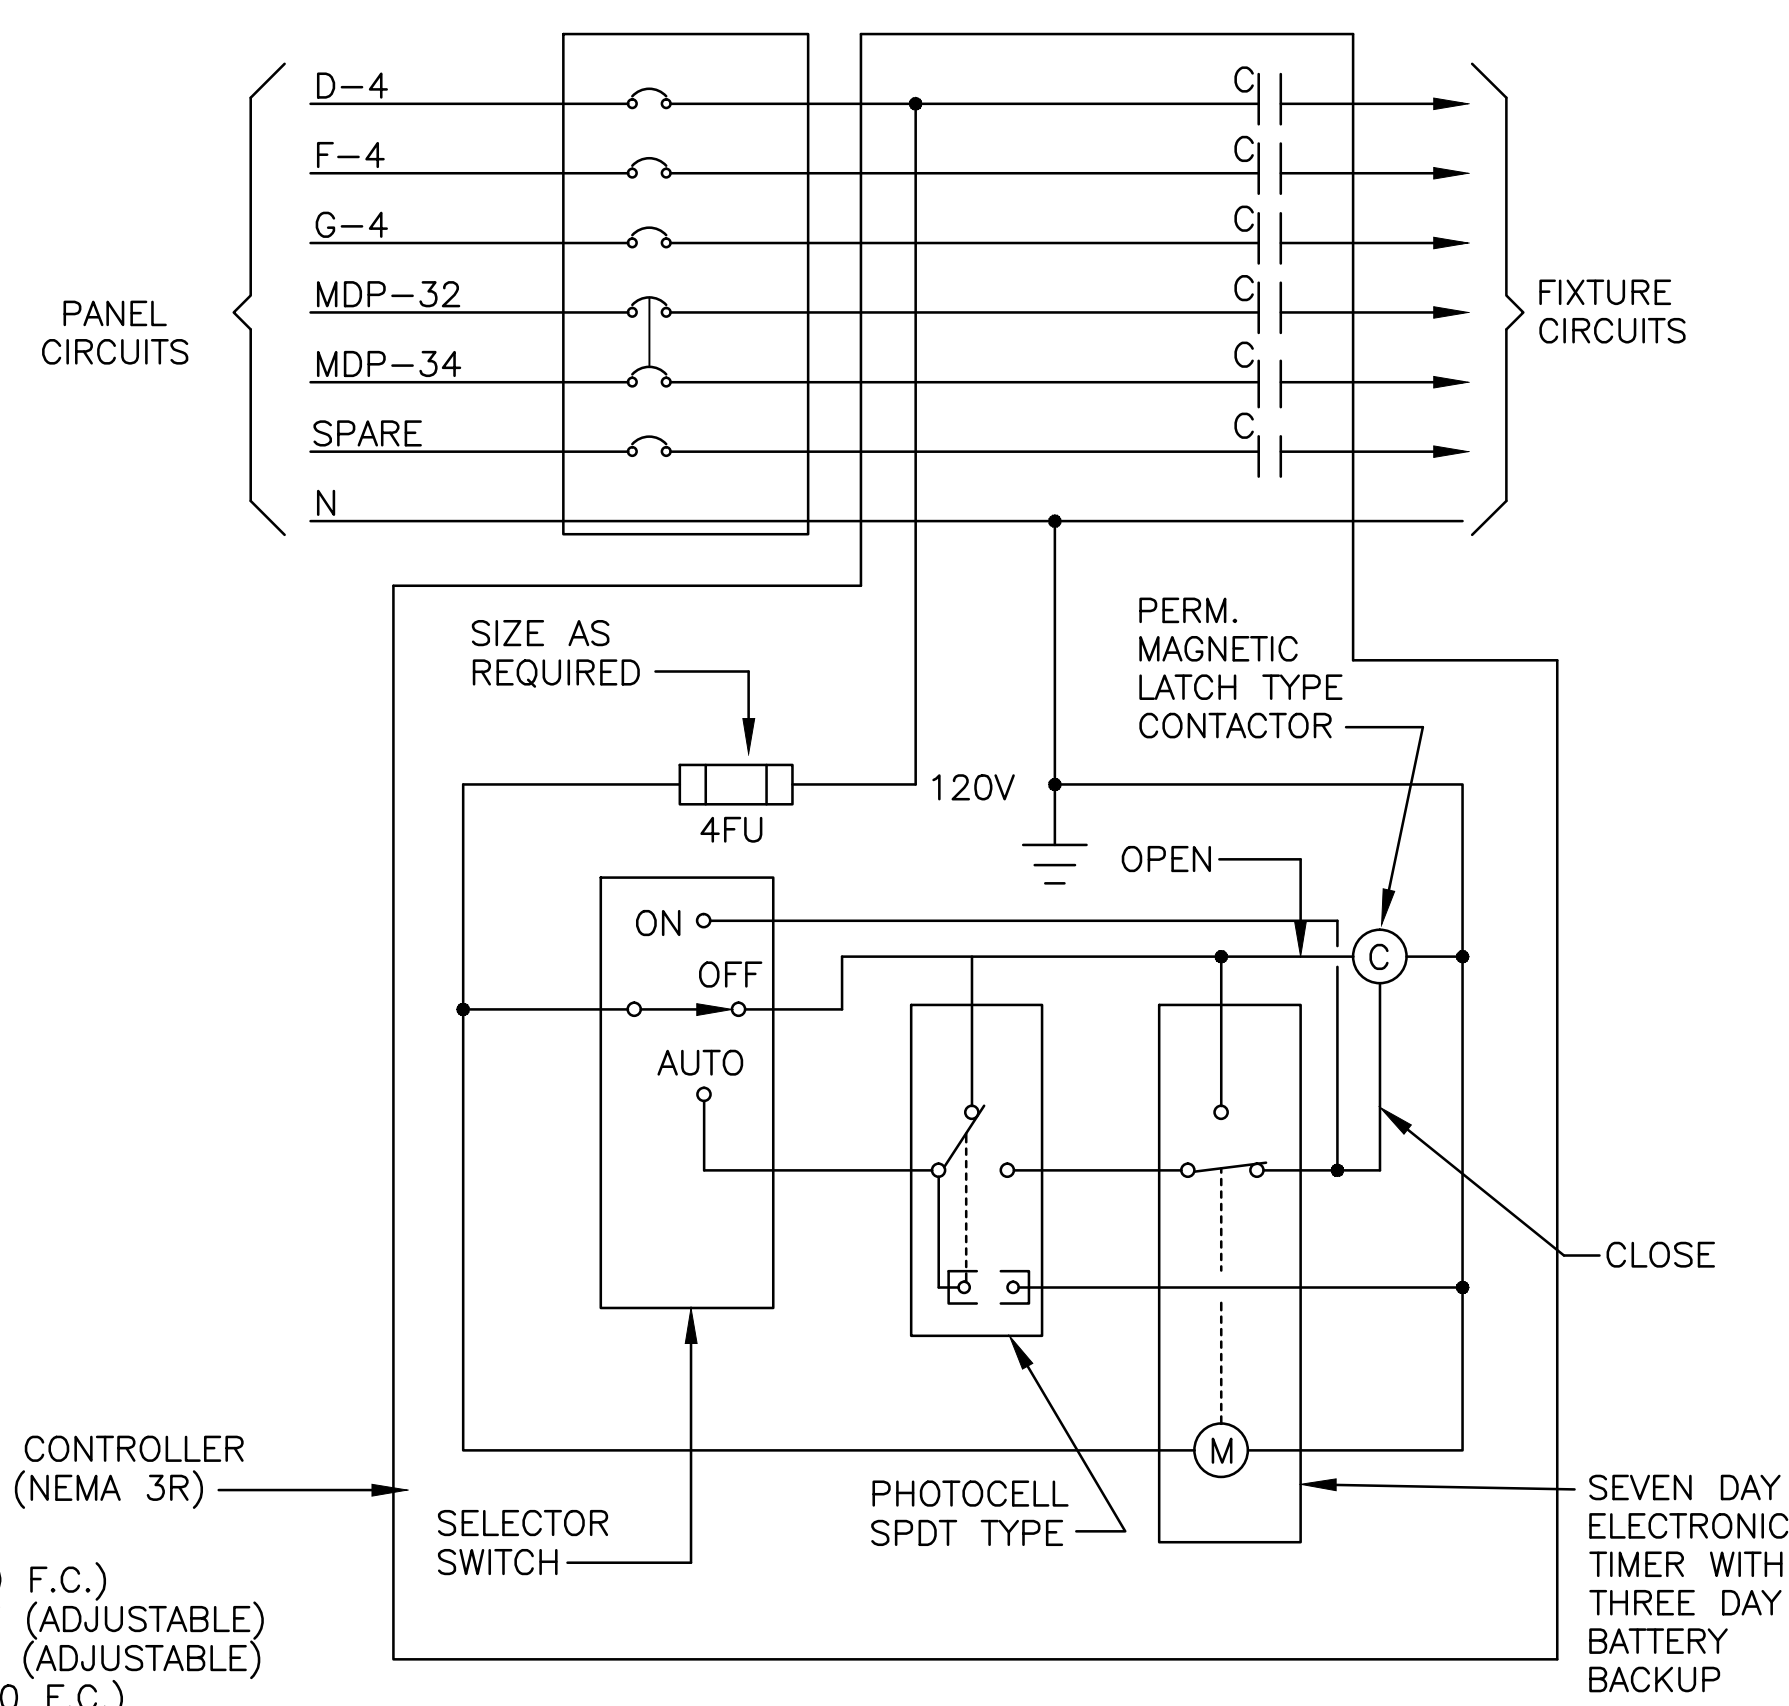 D-4
F-4
G-4
MDP-32
MDP-34
SPARE
N
PANEL
CIRCUITS
C
C
C
C
C
C
FIXTURE
CIRCUITS
SIZE AS
REQUIRED
4FU
120V
PERM.
MAGNETIC
LATCH TYPE
CONTACTOR
OPEN
C
ON
OFF
AUTO
CLOSE
M
CONTROLLER
(NEMA 3R)
SELECTOR
SWITCH
PHOTOCELL
SPDT TYPE
SEVEN DAY
ELECTRONIC
TIMER WITH
THREE DAY
BATTERY
BACKUP
F.C.)
(ADJUSTABLE)
(ADJUSTABLE)
F.C.)